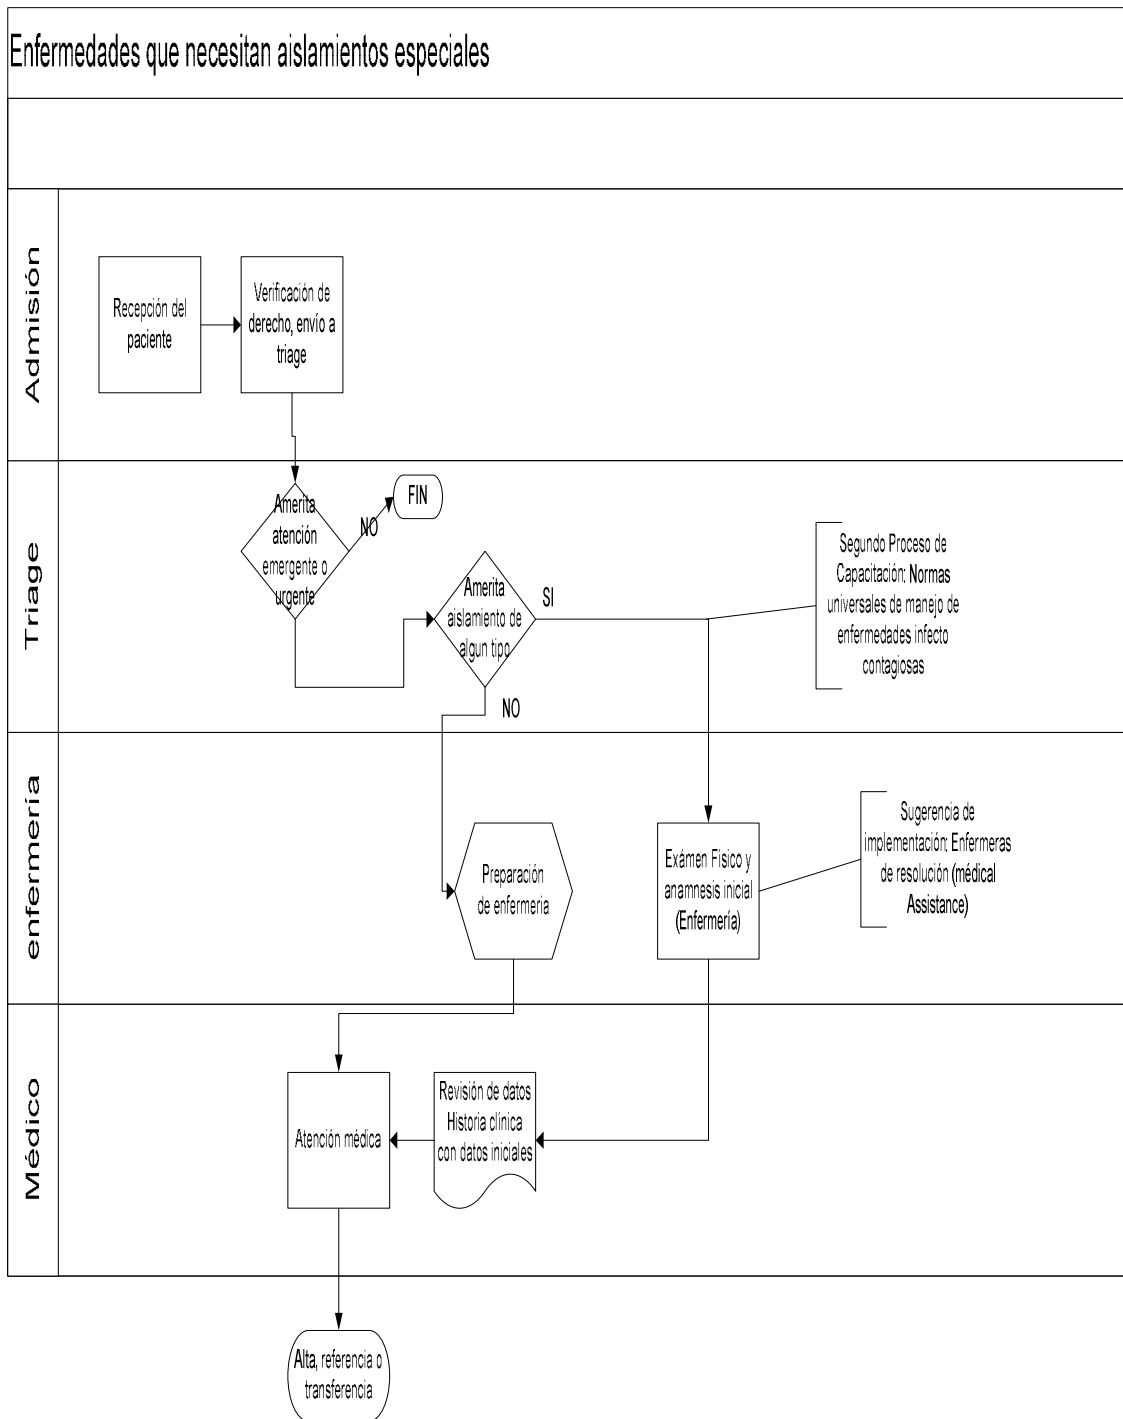 Enfermedades que necesitan aislamientos especiales
Admisión
Recepción del
paciente
Verificación de
derecho, envío a
triage
Triage
Amerita
atención
emergente o
urgente
NO
FIN
Amerita
aislamiento de
algun tipo
SI
NO
Segundo Proceso de
Capacitación: Normas
universales de manejo de
enfermedades infecto
contagiosas
enfermería
Preparación
de enfermeria
Exámen Físico y
anamnesis inicial
(Enfermería)
Sugerencia de
implementación: Enfermeras
de resolución (médical
Assistance)
Médico
Atención médica
Revisión de datos
Historia clínica
con datos iniciales
Alta, referencia o
transferencia